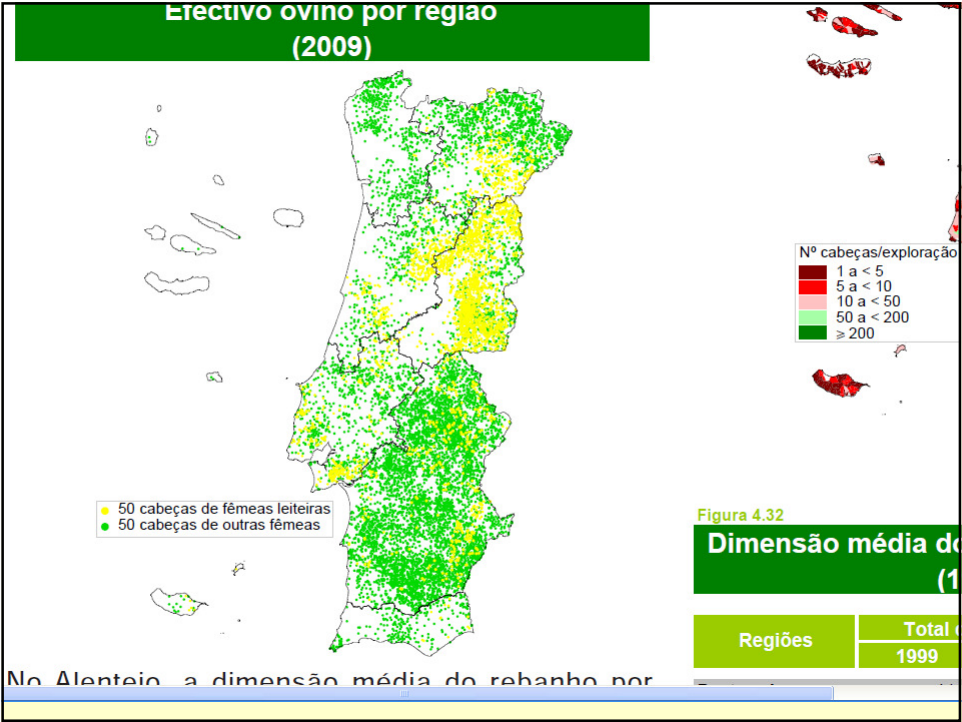 Efectivo ovino por região
(2009)
50 cabeças de fêmeas leiteiras
50 cabeças de outras fêmeas
No Alentejo, a dimensão média do rebanho por
Nº cabeças/exploração
1 a < 5
5 a < 10
10 a < 50
50 a < 200
≥ 200
Figura 4.32
Dimensão média do
(1
Regiões
Total
1999